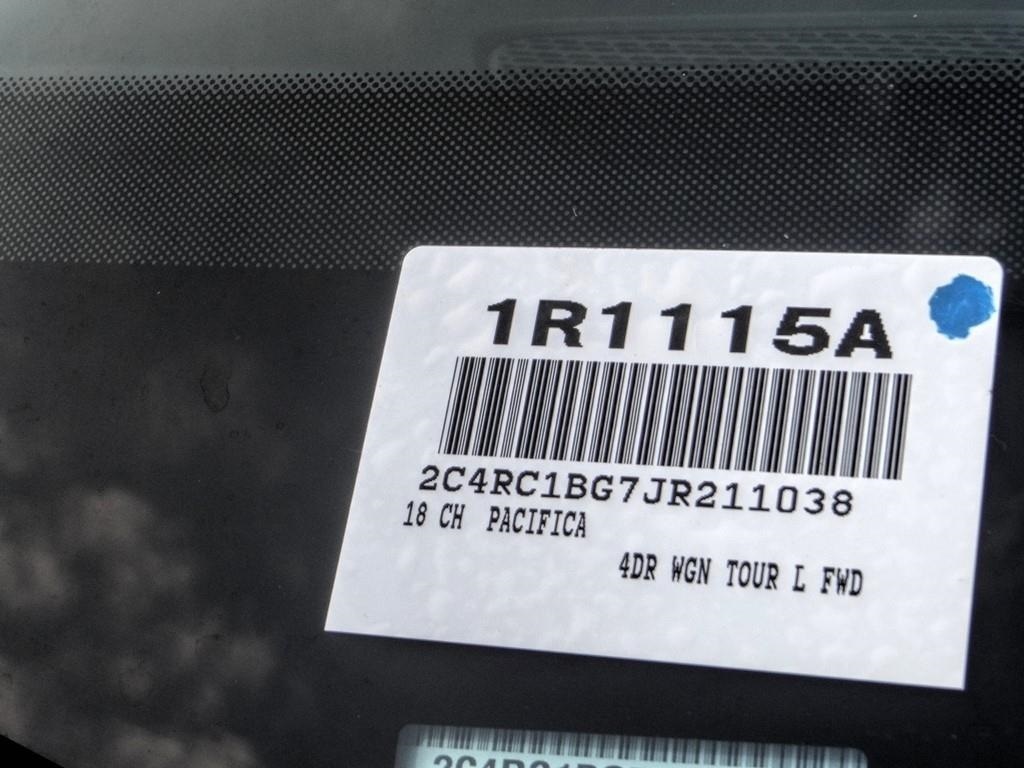 1R1115A
2C4RC1BG7JR211038
18 CH PACIFICA
4DR WGN TOUR L FWD